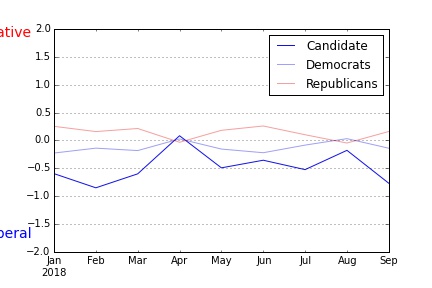 ative
beral
2.0
1.5
1.0
0.5
0.0
−0.5
−1.0
−1.5
−2.0
Candidate
Democrats
Republicans
Jan Feb Mar Apr May Jun Jul Aug Sep
2018